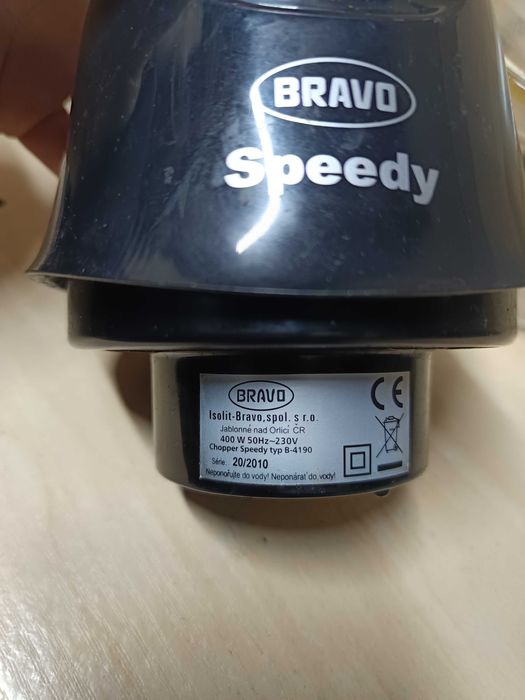 BRAVO
Speedy
BRAVO
Isolit-Bravo,spol. s r.o.
Jablonné nad Orlicí ČR
400 W 50Hz~230V
Chopper Speedy typ B-4190
Série: 20/2010
Neponořujte do vody! Neponárať do vody!
CE